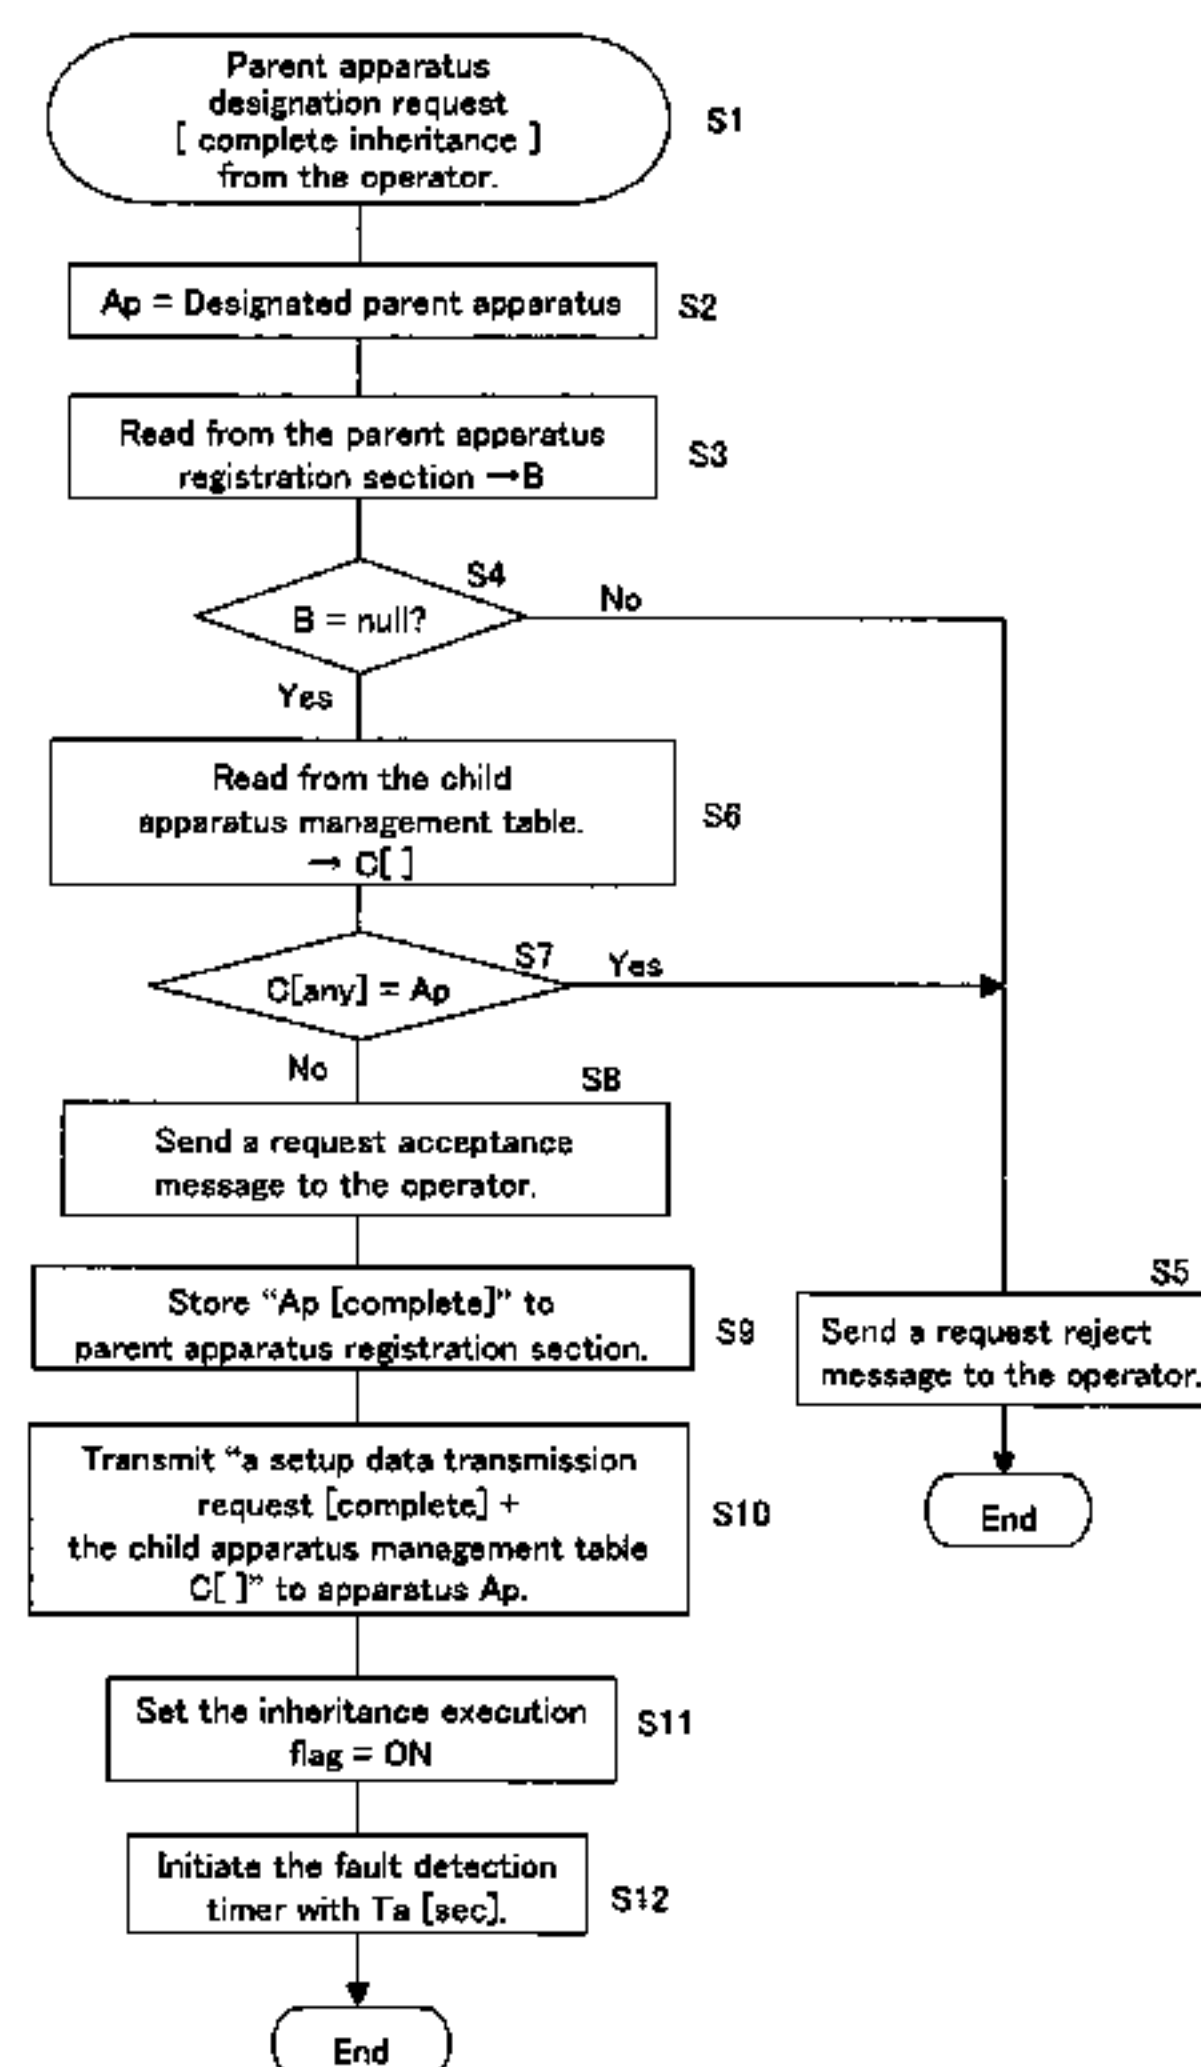 Parent apparatus
designation request
[ complete inheritance ]
from the operator.
S1
Ap = Designated parent apparatus
S2
Read from the parent apparatus
registration section →B
S3
S4
B = null?
No
Yes
Read from the child
apparatus management table.
→ C[ ]
S6
S7
C[any] = Ap
Yes
No
S8
Send a request acceptance
message to the operator.
Store “Ap [complete]” to
parent apparatus registration section.
S9
S5
Send a request reject
message to the operator.
End
Transmit “a setup data transmission
request [complete] +
the child apparatus management table
C[ ]” to apparatus Ap.
S10
Set the inheritance execution
flag = ON
S11
Initiate the fault detection
timer with Ta [sec].
S12
End